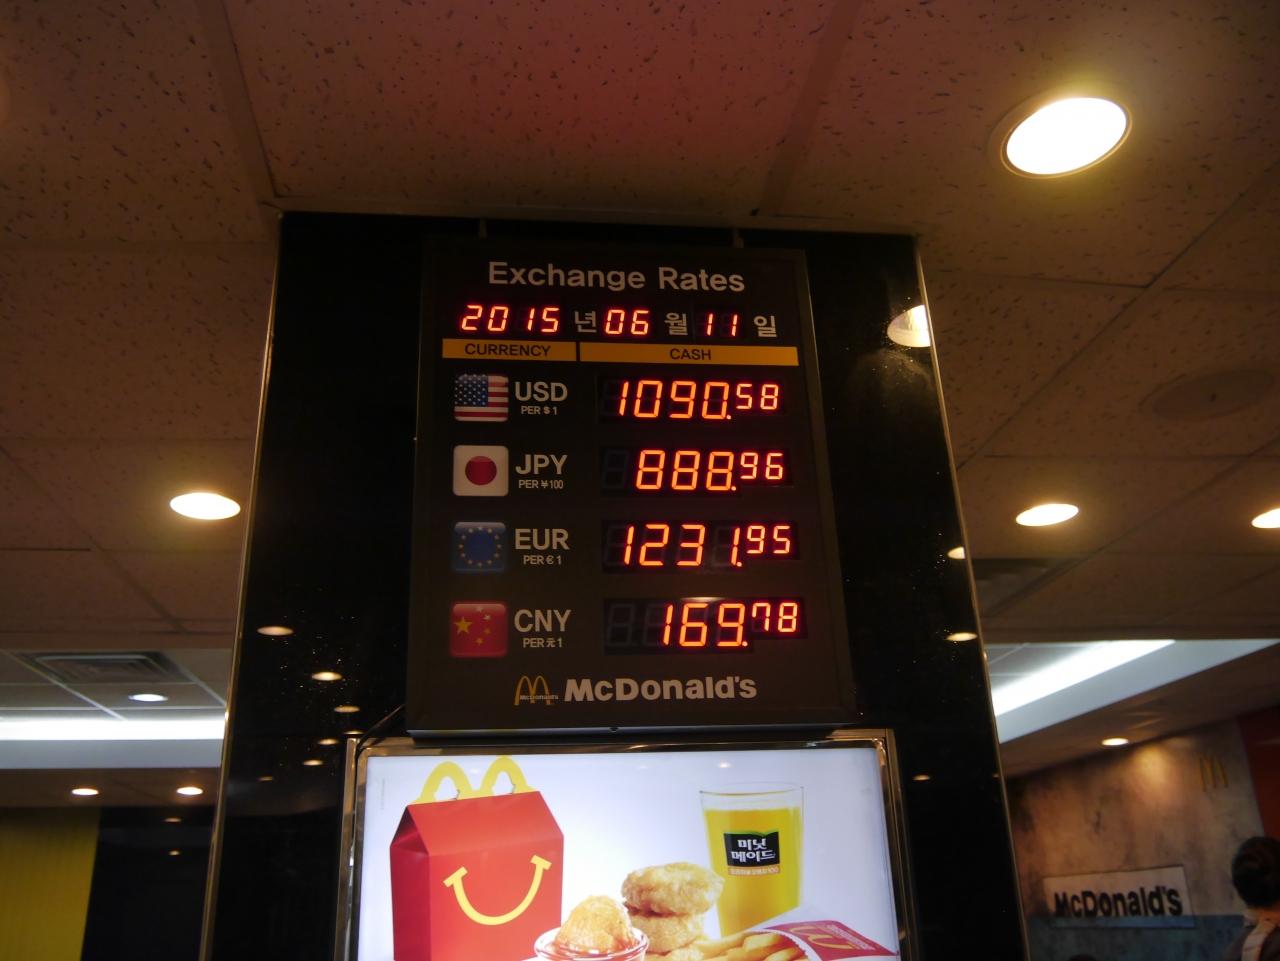 Exchange Rates
2015 년 06 월 11 일
CURRENCY CASH
USD 1090.58
PER $ 1
JPY 888.96
PER ¥100
EUR 1231.95
PER € 1
CNY 169.78
PER 元 1
McDonald's McDonald's
미닛
메이드
McDonald's